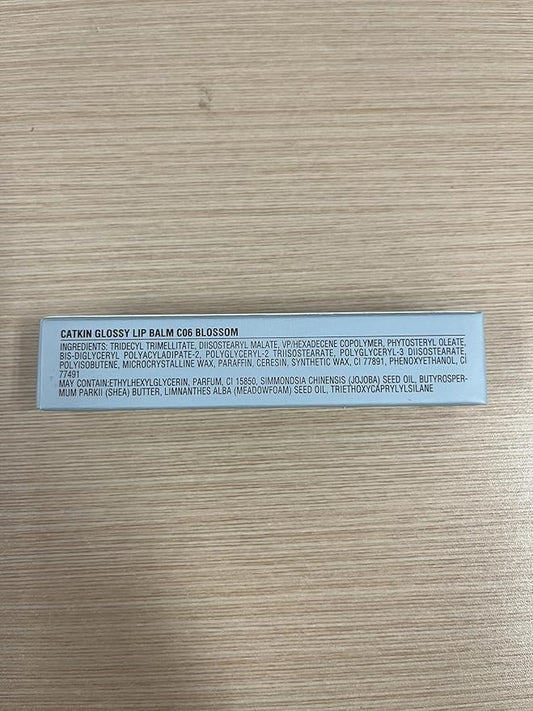 CATKIN GLOSSY LIP BALM C06 BLOSSOM
INGREDIENTS: TRIDECYL TRIMELLITATE, DIISOSTEARYL MALATE, VP/HEXADECENE COPOLYMER, PHYTOSTERYL OLEATE,
BIS-DIGLYCERYL POLYACYLADIPATE-2, POLYGLYCERYL-2 TRIISOSTEARATE, POLYGLYCERYL-3 DIISOSTEARATE,
POLYISOBUTENE, MICROCRYSTALLINE WAX, PARAFFIN, CERESIN, SYNTHETIC WAX, CI 77891, PHENOXYETHANOL, CI
77491
MAY CONTAIN:ETHYLHEXYLGLYCERIN, PARFUM, CI 15850, SIMMONDSIA CHINENSIS (JOJOBA) SEED OIL, BUTYROSPER-
MUM PARKII (SHEA) BUTTER, LIMNANTHES ALBA (MEADOWFOAM) SEED OIL, TRIETHOXYCAPRYLYLSILANE